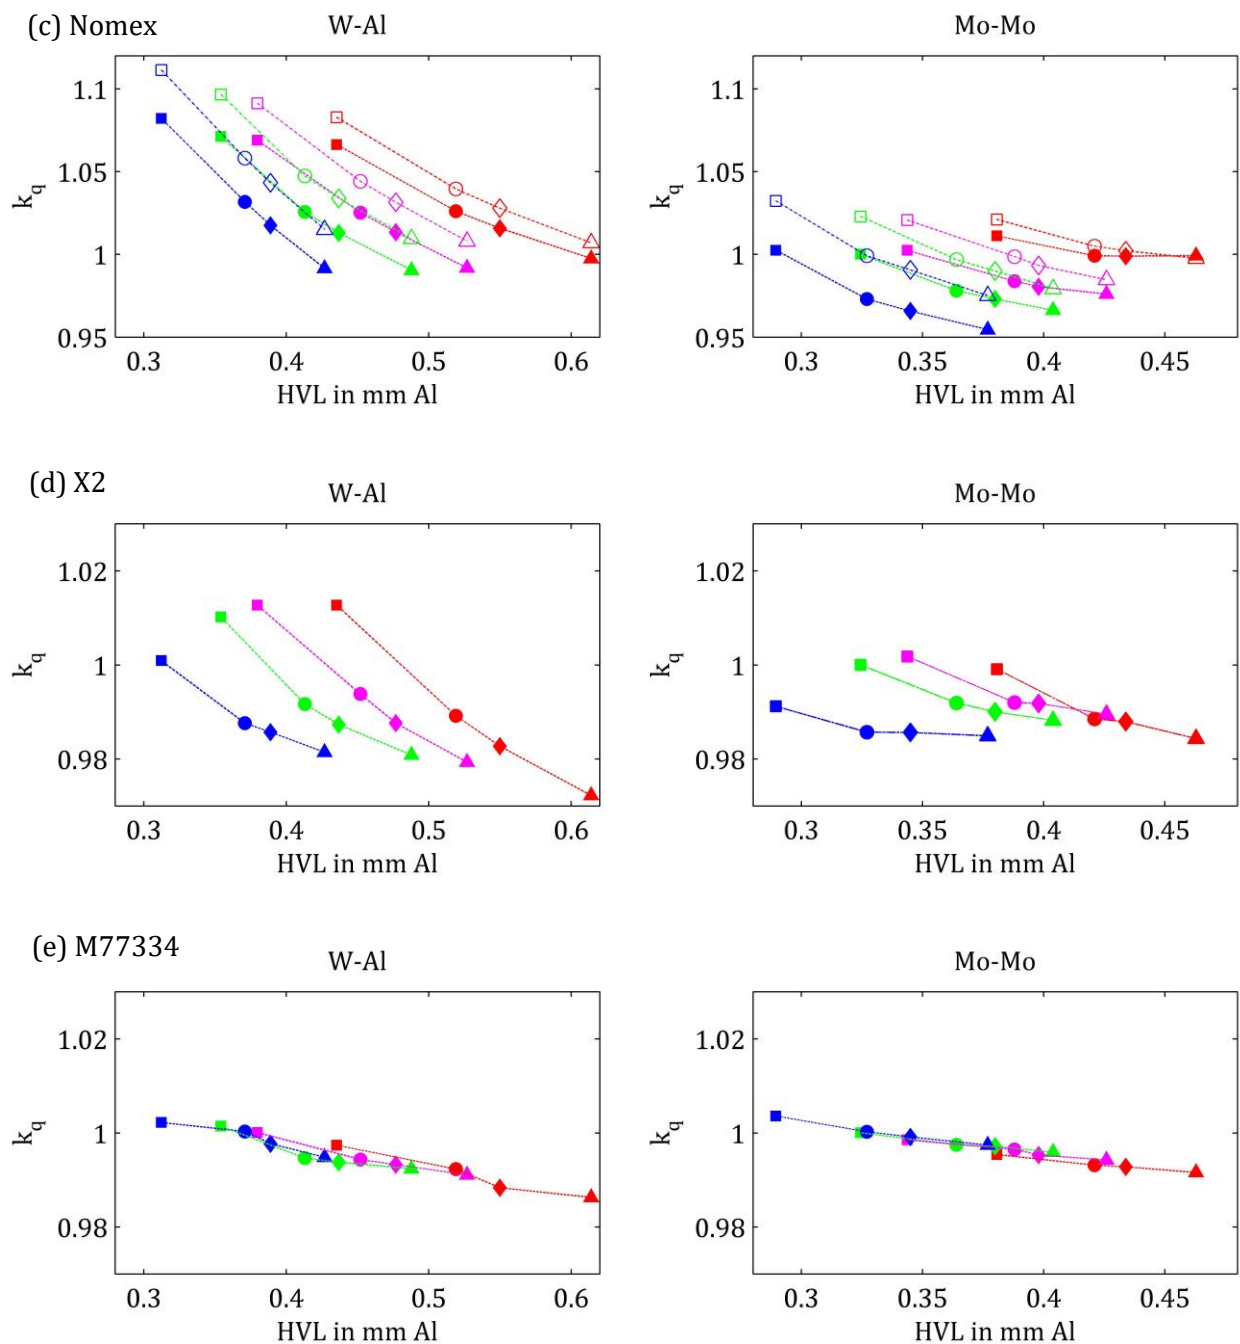 (c) Nomex
W-Al
Mo-Mo
1.1
1.05
1
0.95
k_q
0.3 0.4 0.5 0.6
HVL in mm Al
1.1
1.05
1
0.95
k_q
0.3 0.35 0.4 0.45
HVL in mm Al
(d) X2
W-Al
Mo-Mo
1.02
1
0.98
k_q
0.3 0.4 0.5 0.6
HVL in mm Al
1.02
1
0.98
k_q
0.3 0.35 0.4 0.45
HVL in mm Al
(e) M77334
W-Al
Mo-Mo
1.02
1
0.98
k_q
0.3 0.4 0.5 0.6
HVL in mm Al
1.02
1
0.98
k_q
0.3 0.35 0.4 0.45
HVL in mm Al